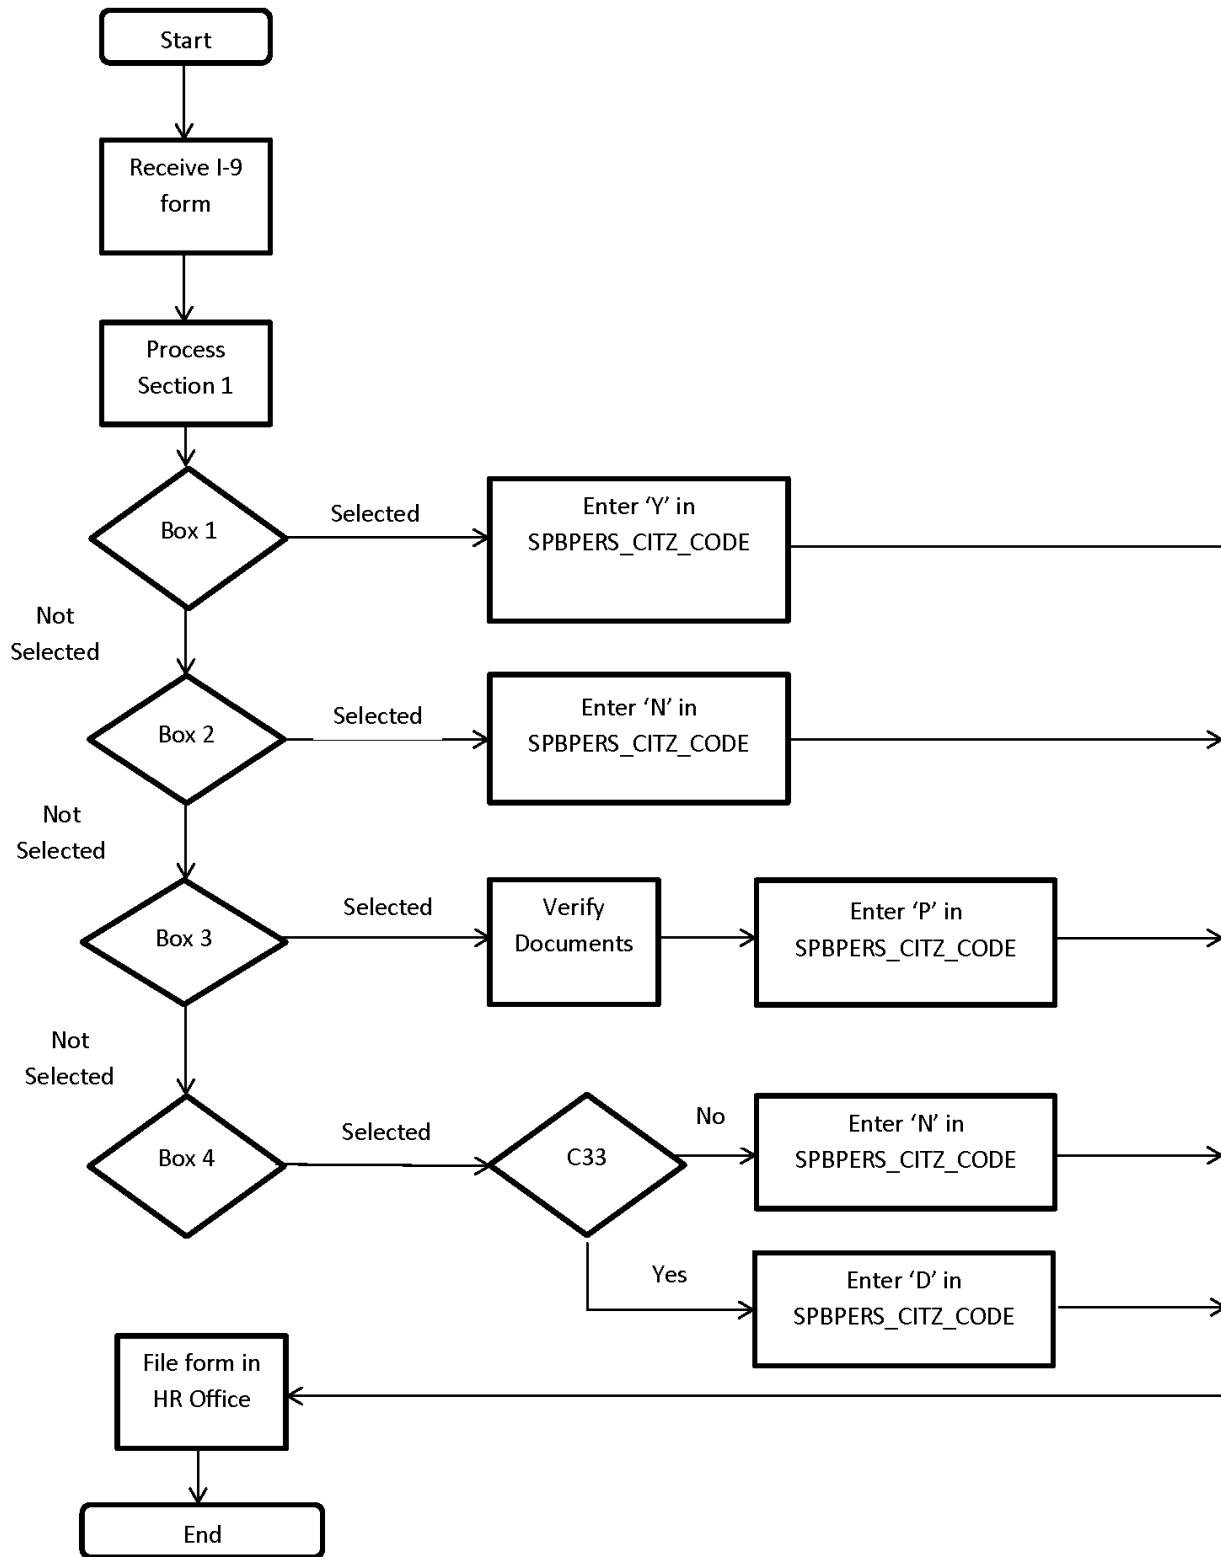 Start
Receive I-9
form
Process
Section 1
Box 1
Selected
Enter ‘Y’ in
SPBPERS_CITZ_CODE
Not
Selected
Box 2
Selected
Enter ‘N’ in
SPBPERS_CITZ_CODE
Not
Selected
Box 3
Selected
Verify
Documents
Enter ‘P’ in
SPBPERS_CITZ_CODE
Not
Selected
Box 4
Selected
C33
No
Enter ‘N’ in
SPBPERS_CITZ_CODE
Yes
Enter ‘D’ in
SPBPERS_CITZ_CODE
File form in
HR Office
End